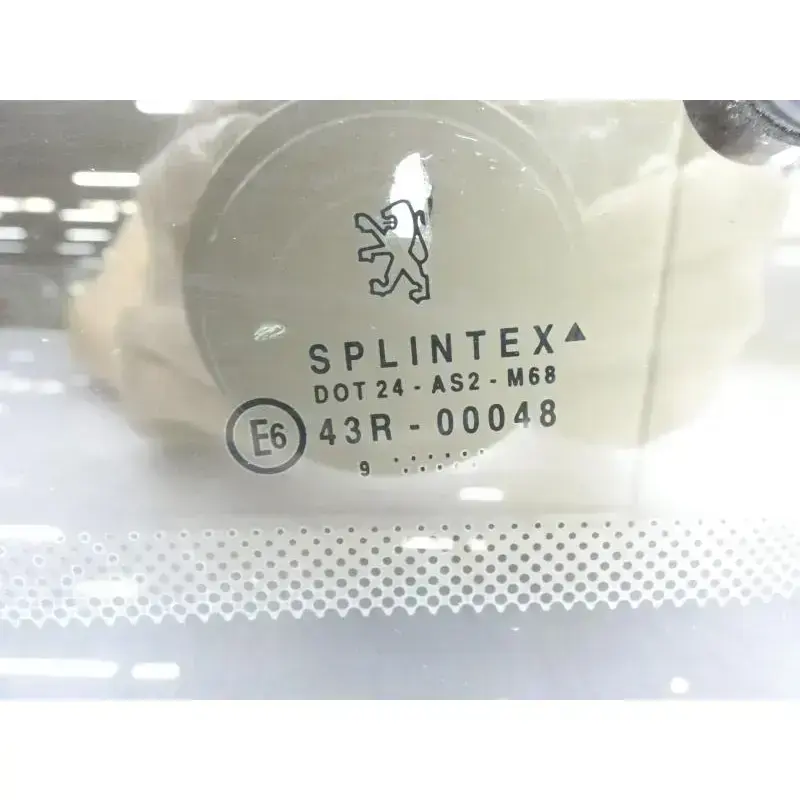 SPLINTEX
DOT 24 - AS2 - M68
E6 43R - 00048
9